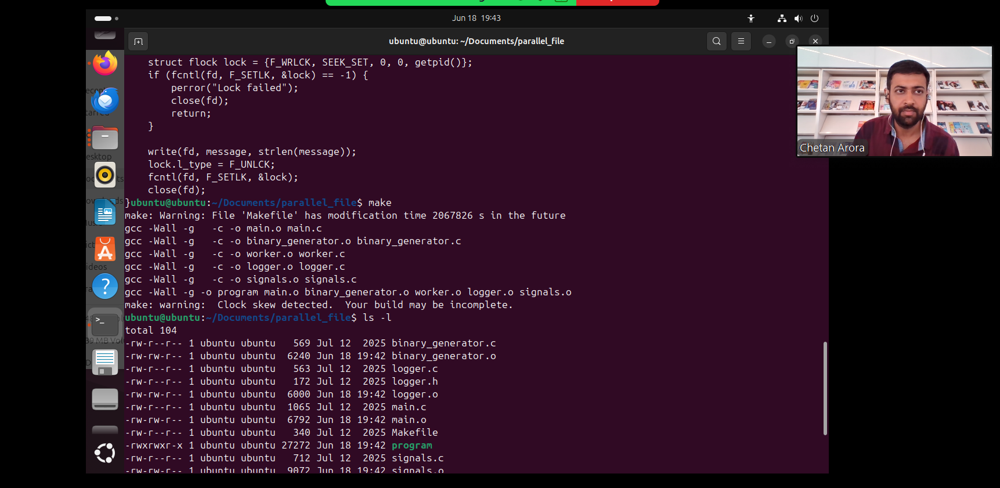 Jun 18 19:43
ubuntu@ubuntu: ~/Documents/parallel_file
    struct flock lock = {F_WRLCK, SEEK_SET, 0, 0, getpid()};
    if (fcntl(fd, F_SETLK, &lock) == -1) {
        perror("Lock failed");
        close(fd);
        return;
    }
    write(fd, message, strlen(message));
    lock.l_type = F_UNLCK;
    fcntl(fd, F_SETLK, &lock);
    close(fd);
}ubuntu@ubuntu:~/Documents/parallel_file$ make
make: Warning: File 'Makefile' has modification time 2067826 s in the future
gcc -Wall -g   -c -o main.o main.c
gcc -Wall -g   -c -o binary_generator.o binary_generator.c
gcc -Wall -g   -c -o worker.o worker.c
gcc -Wall -g   -c -o logger.o logger.c
gcc -Wall -g   -c -o signals.o signals.c
gcc -Wall -g -o program main.o binary_generator.o worker.o logger.o signals.o
make: warning:  Clock skew detected.  Your build may be incomplete.
ubuntu@ubuntu:~/Documents/parallel_file$ ls -l
total 104
-rw-r--r-- 1 ubuntu ubuntu   569 Jul 12  2025 binary_generator.c
-rw-rw-r-- 1 ubuntu ubuntu  6240 Jun 18 19:42 binary_generator.o
-rw-r--r-- 1 ubuntu ubuntu   563 Jul 12  2025 logger.c
-rw-r--r-- 1 ubuntu ubuntu   172 Jul 12  2025 logger.h
-rw-rw-r-- 1 ubuntu ubuntu  6000 Jun 18 19:42 logger.o
-rw-r--r-- 1 ubuntu ubuntu  1065 Jul 12  2025 main.c
-rw-rw-r-- 1 ubuntu ubuntu  6792 Jun 18 19:42 main.o
-rw-r--r-- 1 ubuntu ubuntu   340 Jul 12  2025 Makefile
-rwxrwxr-x 1 ubuntu ubuntu 27272 Jun 18 19:42 program
-rw-r--r-- 1 ubuntu ubuntu   712 Jul 12  2025 signals.c
-rw-rw-r-- 1 ubuntu ubuntu  9072 Jun 18 19:42 signals.o
Chetan Arora